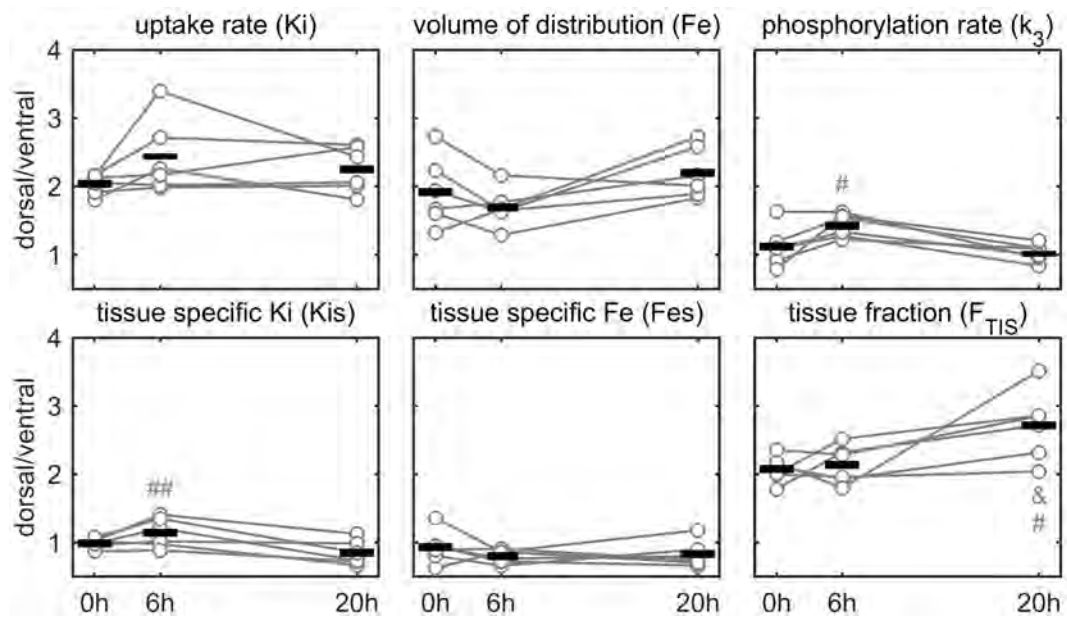 uptake rate (Ki)
volume of distribution (Fe)
phosphorylation rate (k3)
4
3
2
1
dorsal/ventral
#
tissue specific Ki (Kis)
tissue specific Fe (Fes)
tissue fraction (FTIS)
4
3
2
1
dorsal/ventral
##
&
#
0h 6h 20h
0h 6h 20h
0h 6h 20h